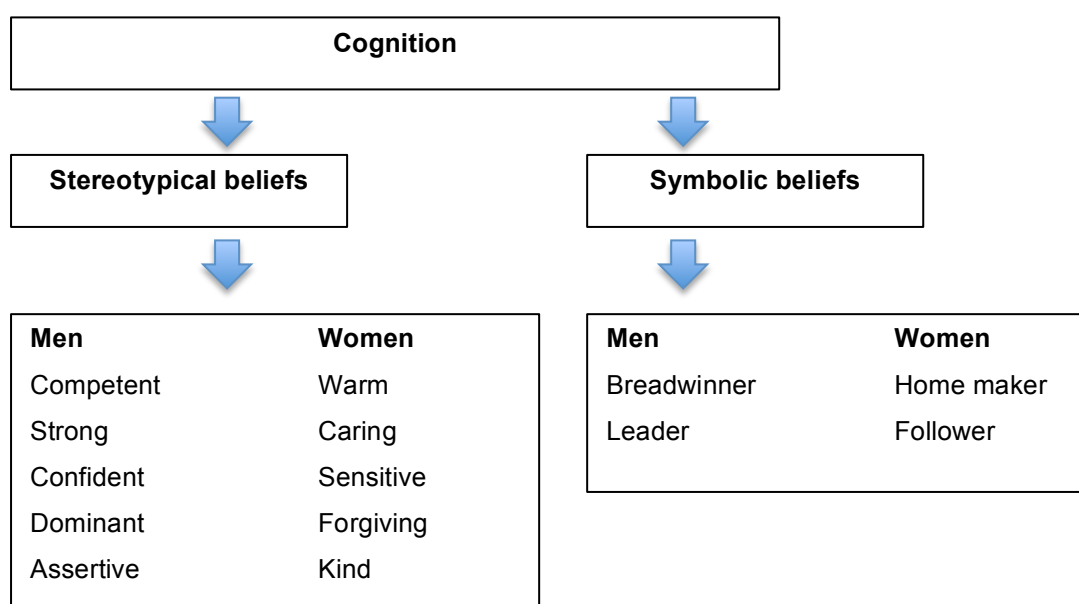 Cognition
Stereotypical beliefs
Symbolic beliefs
Men Women
Competent Warm
Strong Caring
Confident Sensitive
Dominant Forgiving
Assertive Kind
Men Women
Breadwinner Home maker
Leader Follower